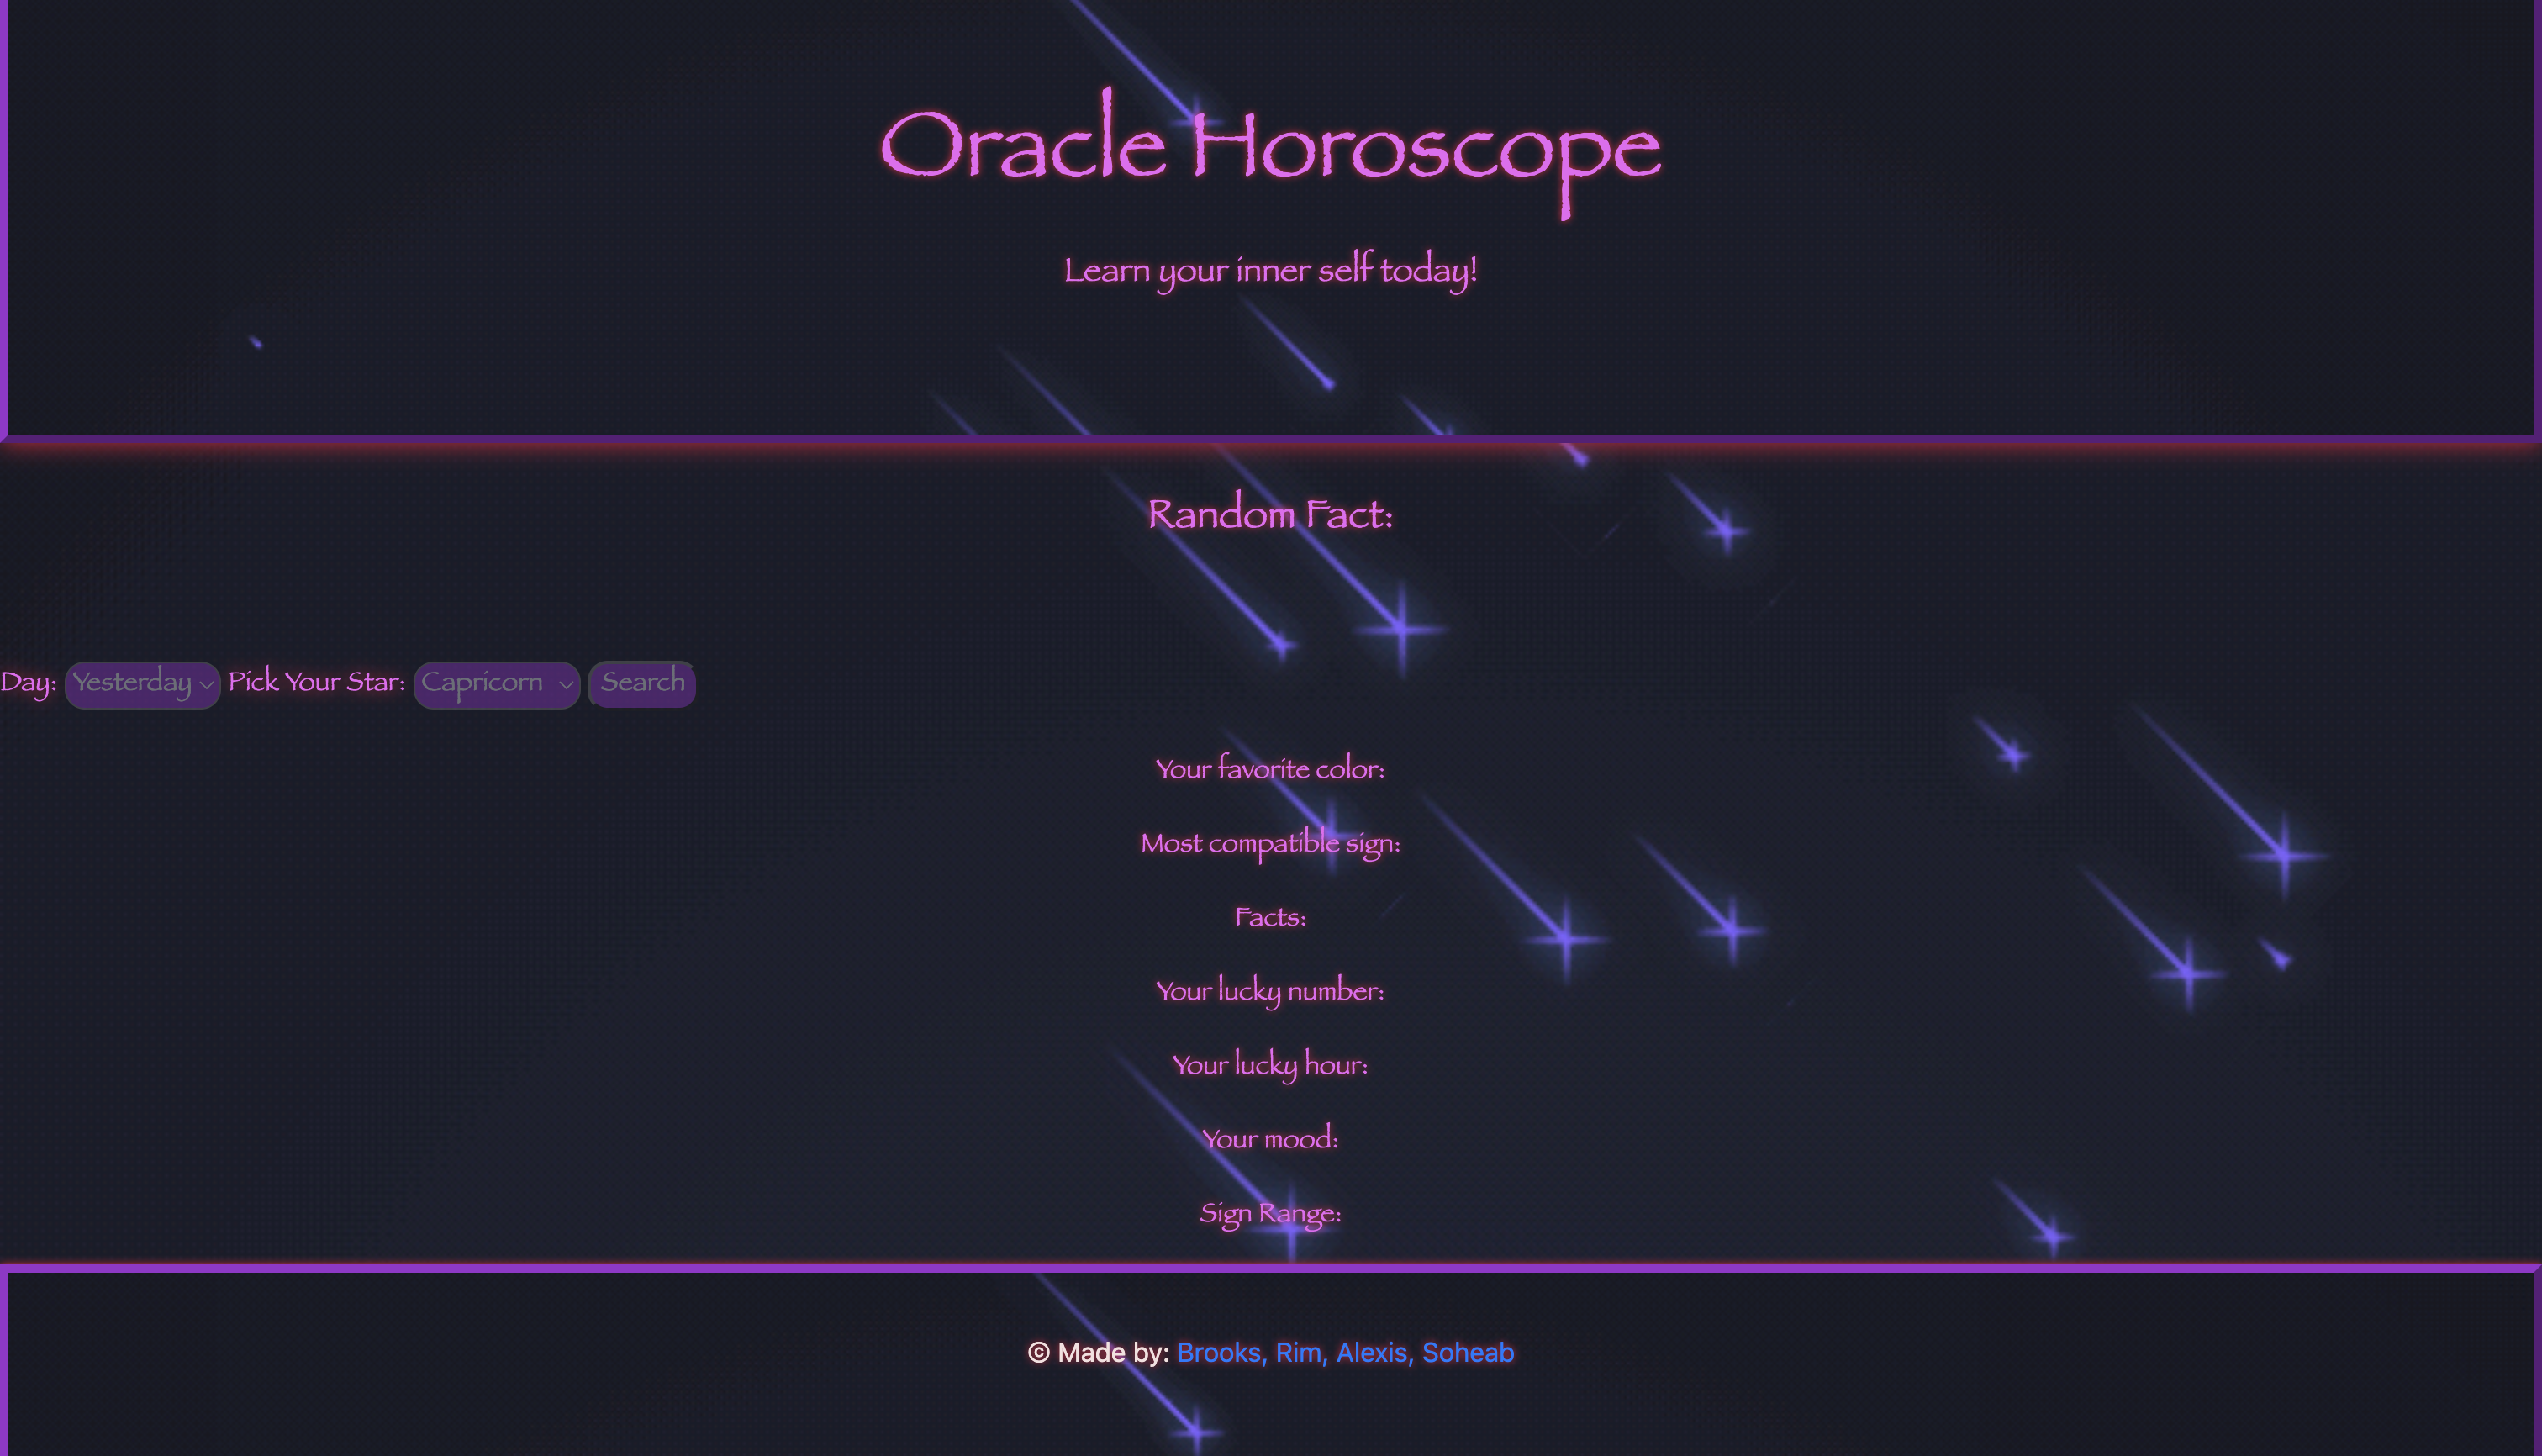 Oracle Horoscope
Learn your inner self today!
Random Fact:
Day: Yesterday Pick Your Star: Capricorn Search
Your favorite color:
Most compatible sign:
Facts:
Your lucky number:
Your lucky hour:
Your mood:
Sign Range:
© Made by: Brooks, Rim, Alexis, Soheab